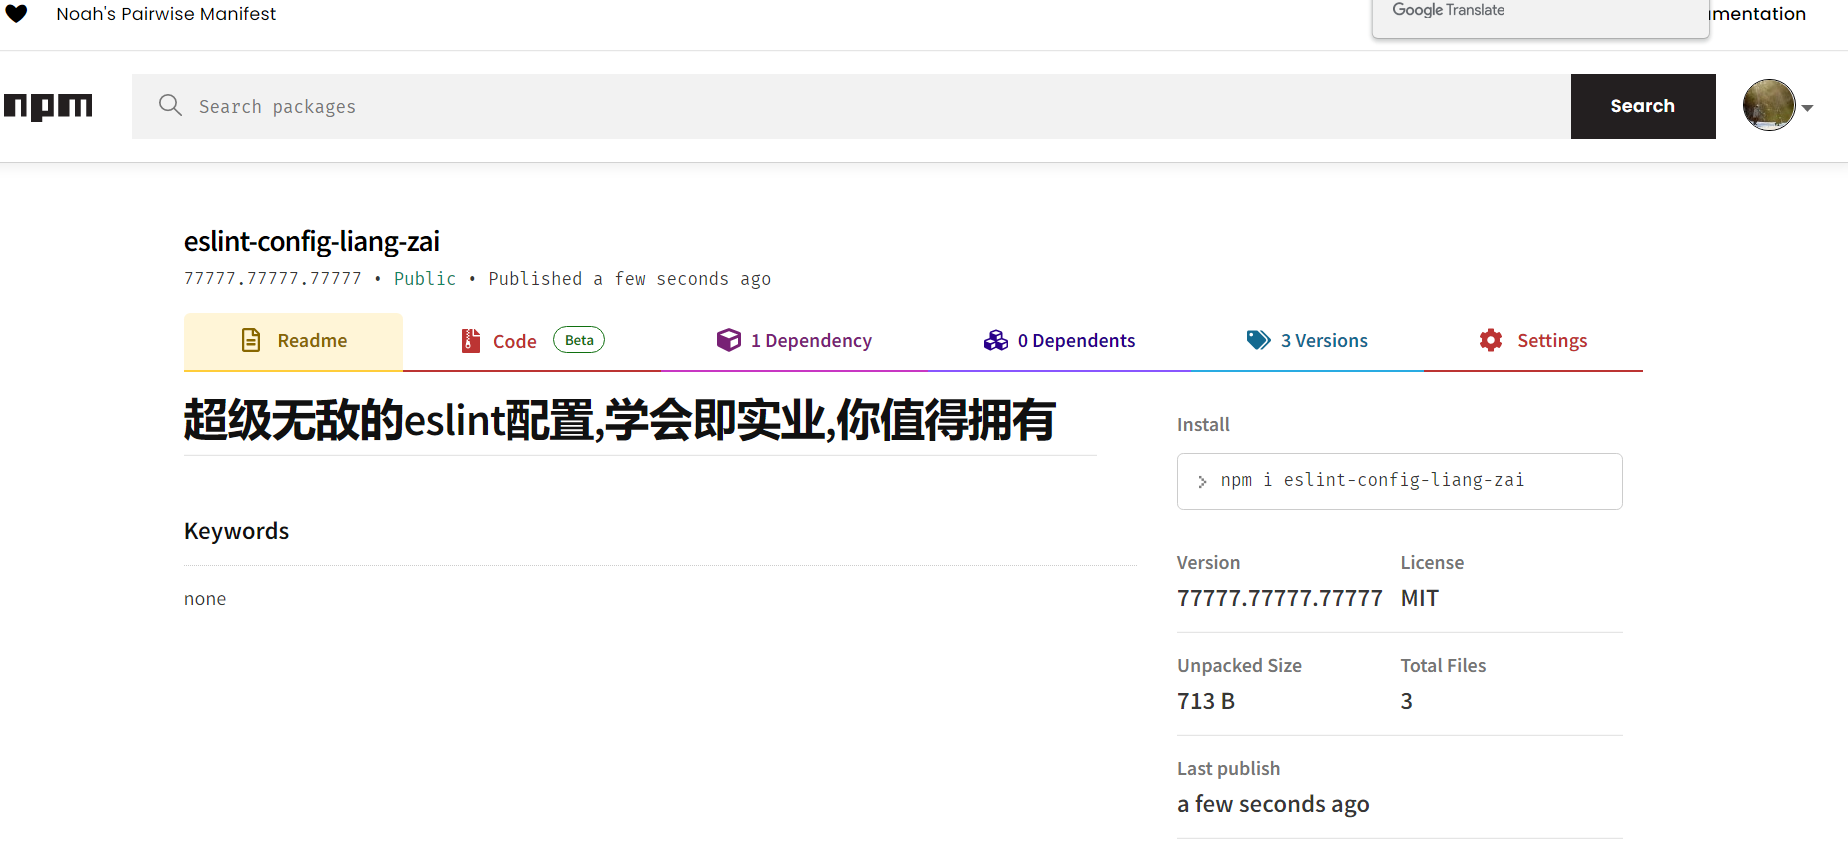 Noah's Pairwise Manifest
Google Translate
umentation
npm
Search packages
Search
eslint-config-liang-zai
77777.77777.77777 • Public • Published a few seconds ago
Readme
Code Beta
1 Dependency
0 Dependents
3 Versions
Settings
超级无敌的eslint配置,学会即实业,你值得拥有
Keywords
none
Install
npm i eslint-config-liang-zai
Version License
77777.77777.77777 MIT
Unpacked Size Total Files
713 B 3
Last publish
a few seconds ago